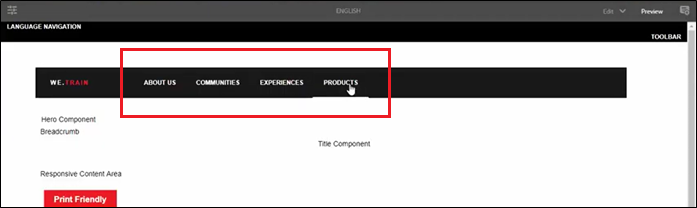 ENGLISH Edit Preview
LANGUAGE NAVIGATION
TOOLBAR
WE.TRAIN ABOUT US COMMUNITIES EXPERIENCES PRODUCTS
Hero Component
Breadcrumb
Title Component
Responsive Content Area
Print Friendly